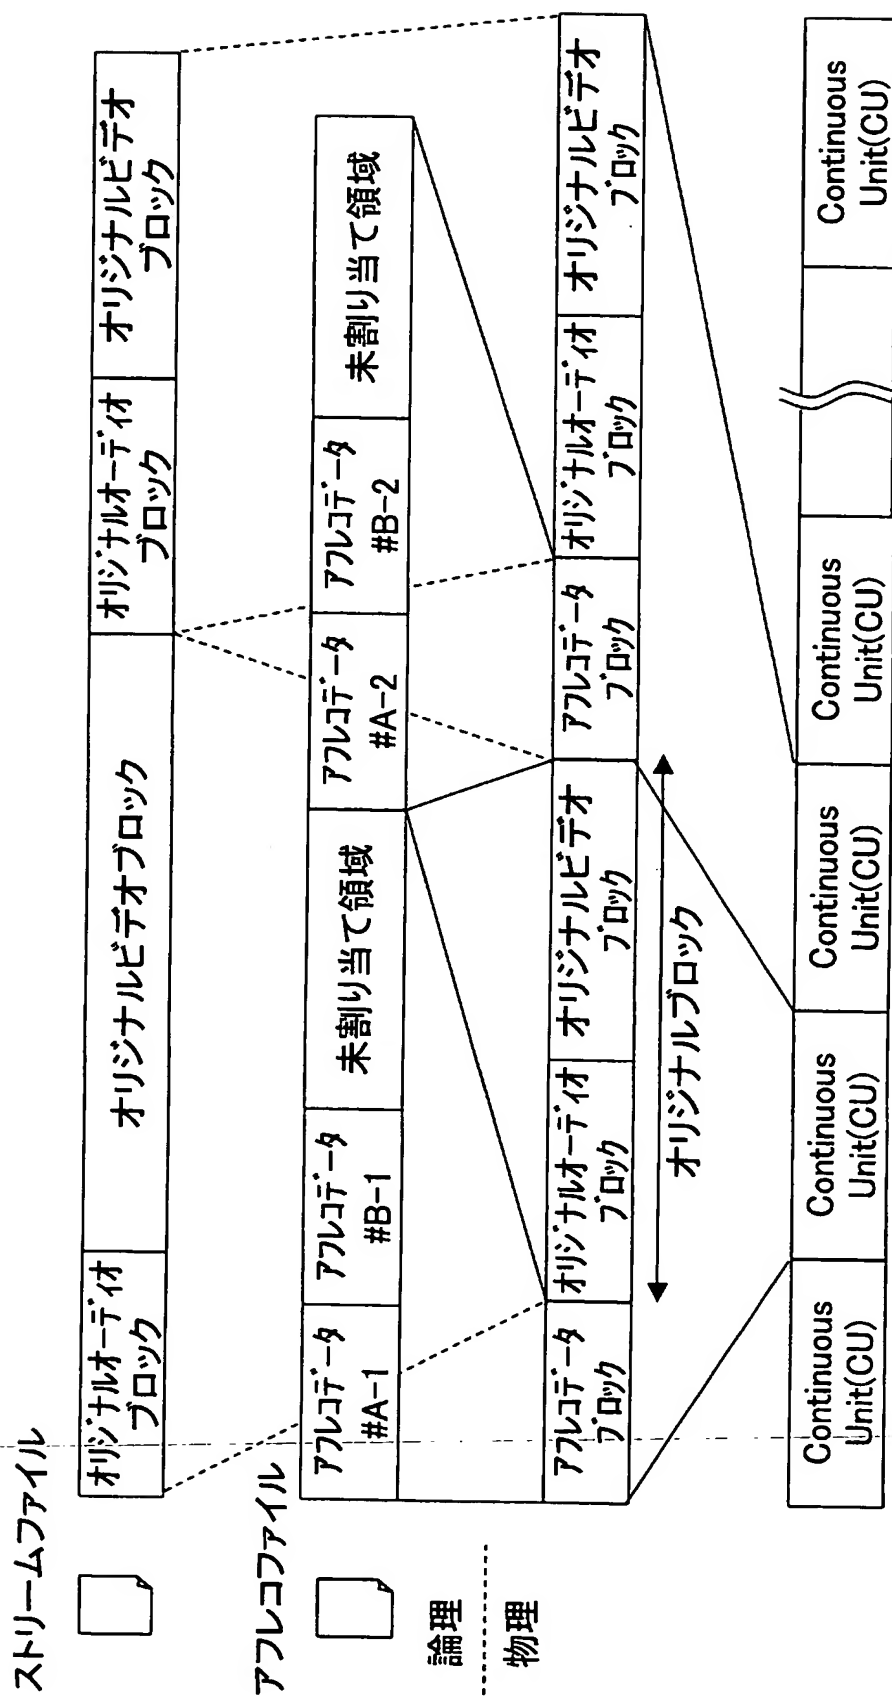 ストリームファイル
オリジナルオーディオ
ブロック
オリジナルビデオブロック
オリジナルオーディオ
ブロック
オリジナルビデオ
ブロック
アフレコファイル
アフレコデータ
#A-1
アフレコデータ
#B-1
未割り当て領域
アフレコデータ
#A-2
アフレコデータ
#B-2
未割り当て領域
論理
物理
アフレコデータ
ブロック
オリジナルオーディオ
ブロック
オリジナルビデオ
ブロック
アフレコデータ
ブロック
オリジナルオーディオ
ブロック
オリジナルビデオ
ブロック
オリジナルブロック
Continuous
Unit(CU)
Continuous
Unit(CU)
Continuous
Unit(CU)
Continuous
Unit(CU)
Continuous
Unit(CU)